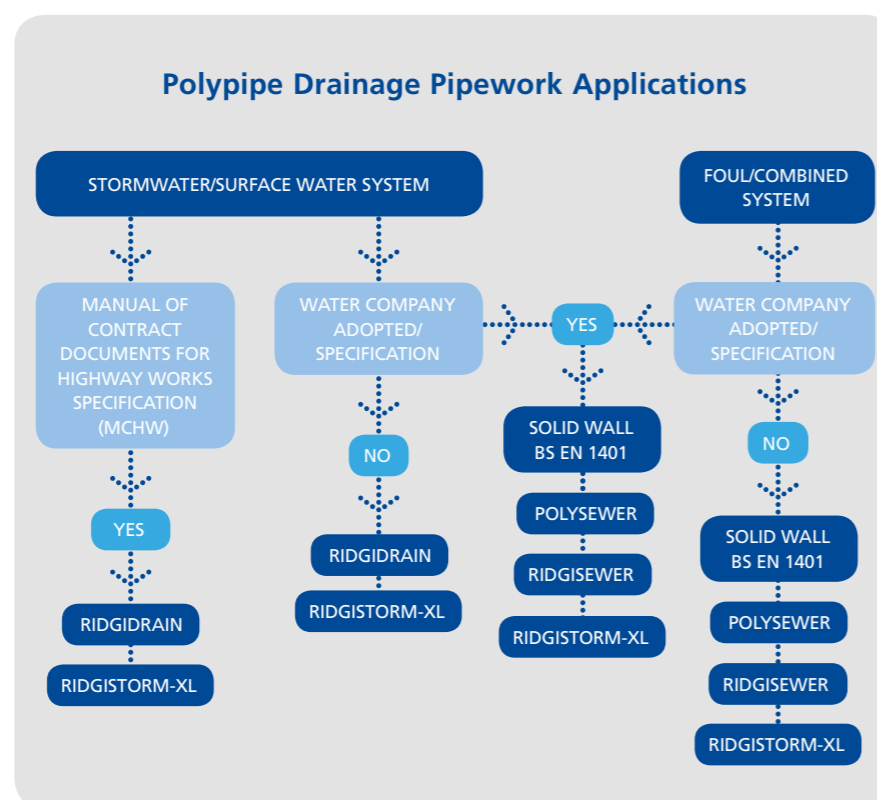 Polypipe Drainage Pipework Applications
STORMWATER/SURFACE WATER SYSTEM
FOUL/COMBINED
SYSTEM
MANUAL OF
CONTRACT
DOCUMENTS FOR
HIGHWAY WORKS
SPECIFICATION
(MCHW)
YES
RIDGIDRAIN
RIDGISTORM-XL
WATER COMPANY
ADOPTED/
SPECIFICATION
NO
RIDGIDRAIN
RIDGISTORM-XL
YES
SOLID WALL
BS EN 1401
POLYSEWER
RIDGISEWER
RIDGISTORM-XL
WATER COMPANY
ADOPTED/
SPECIFICATION
NO
SOLID WALL
BS EN 1401
POLYSEWER
RIDGISEWER
RIDGISTORM-XL